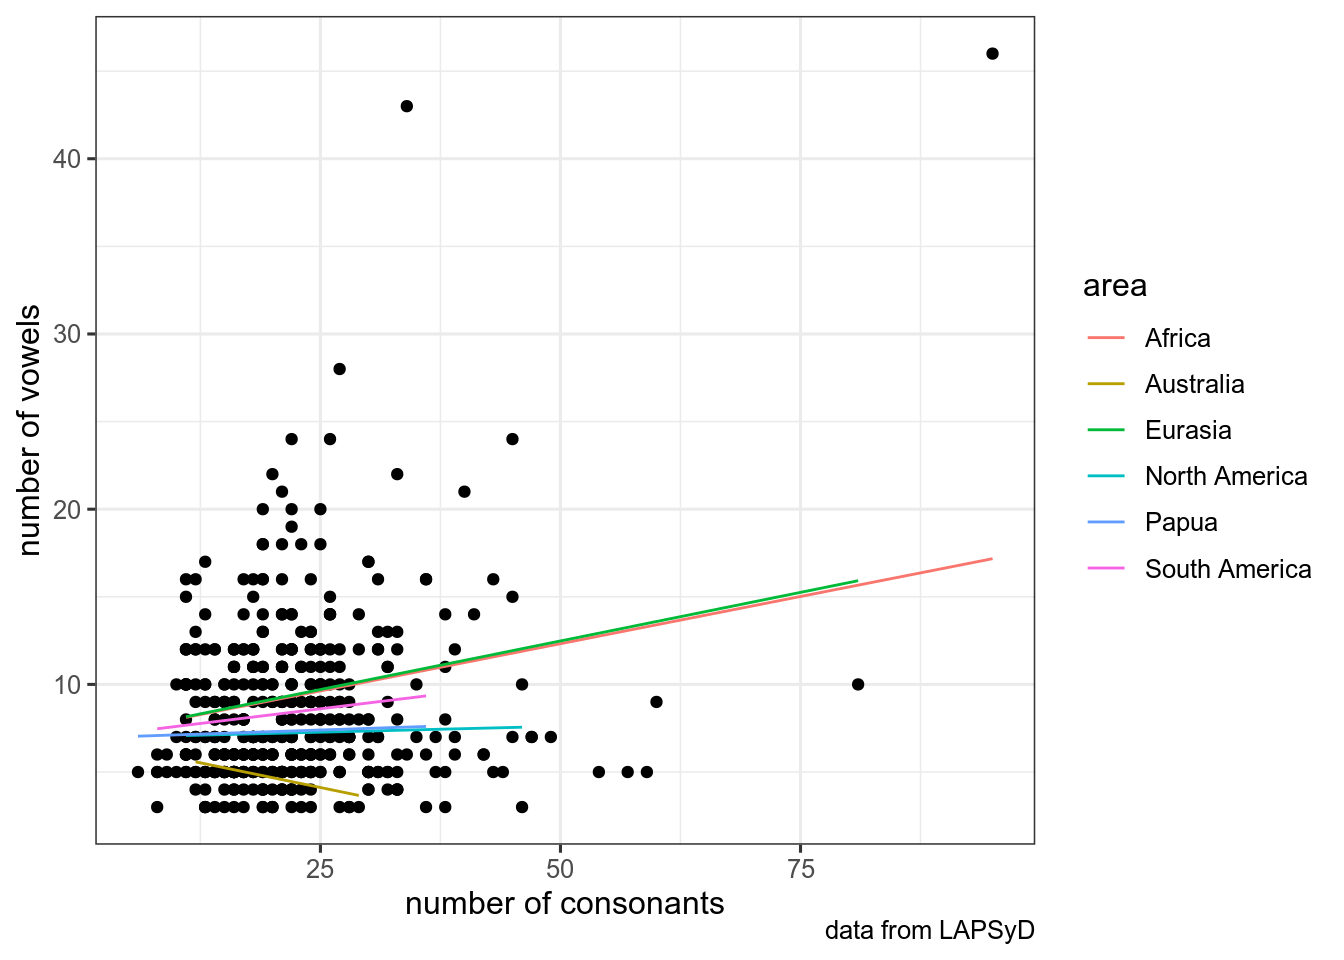 number of vowels
40
30
20
10
25
50
75
number of consonants
data from LAPSyD
area
Africa
Australia
Eurasia
North America
Papua
South America